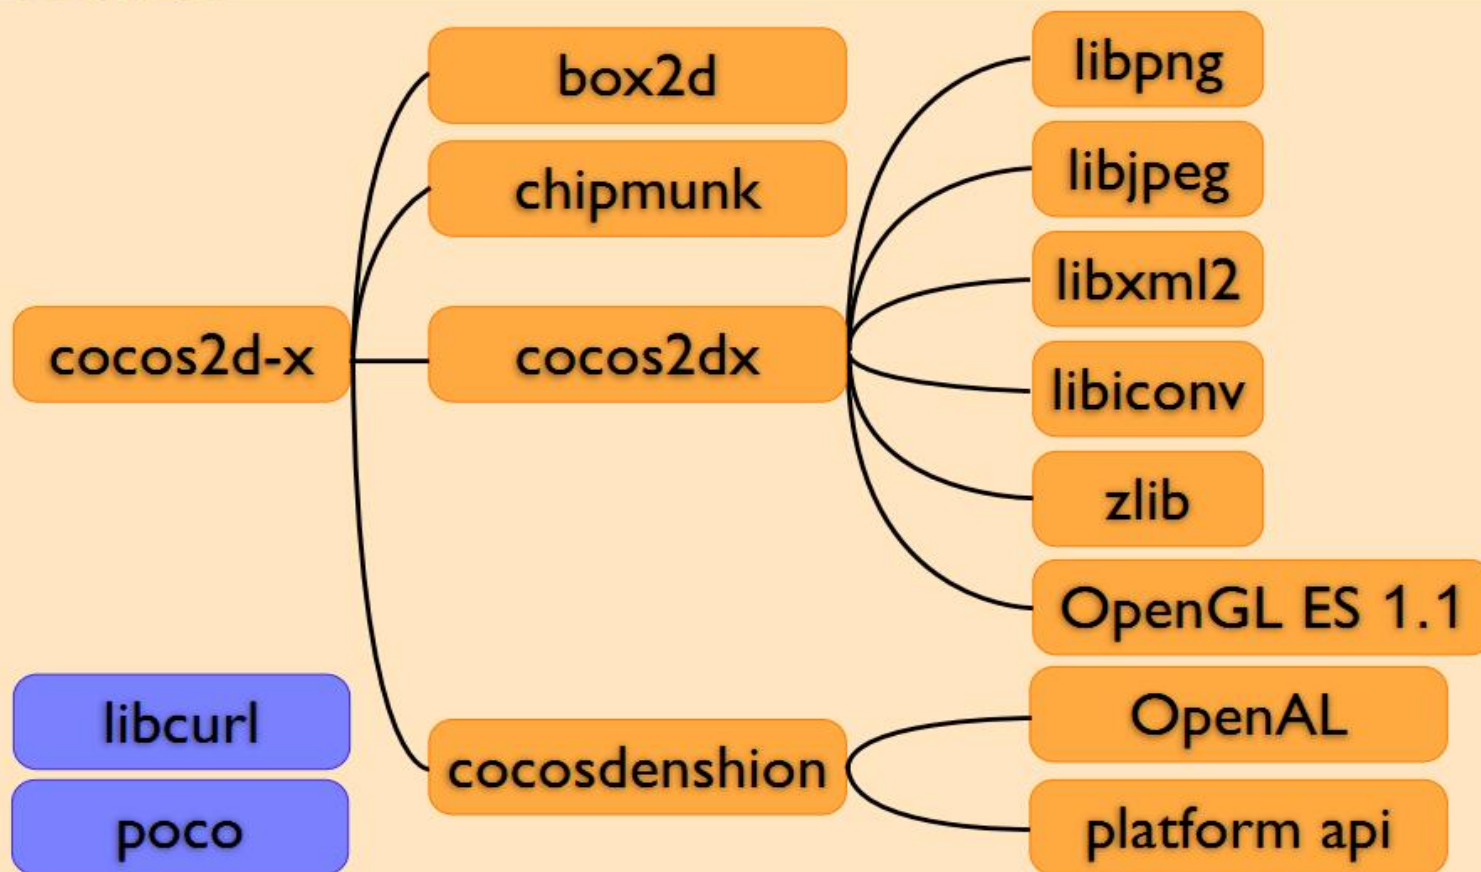 box2d
chipmunk
cocos2d-x
cocos2dx
cocosdenshion
libpng
libjpeg
libxml2
libiconv
zlib
OpenGL ES 1.1
OpenAL
platform api
libcurl
poco